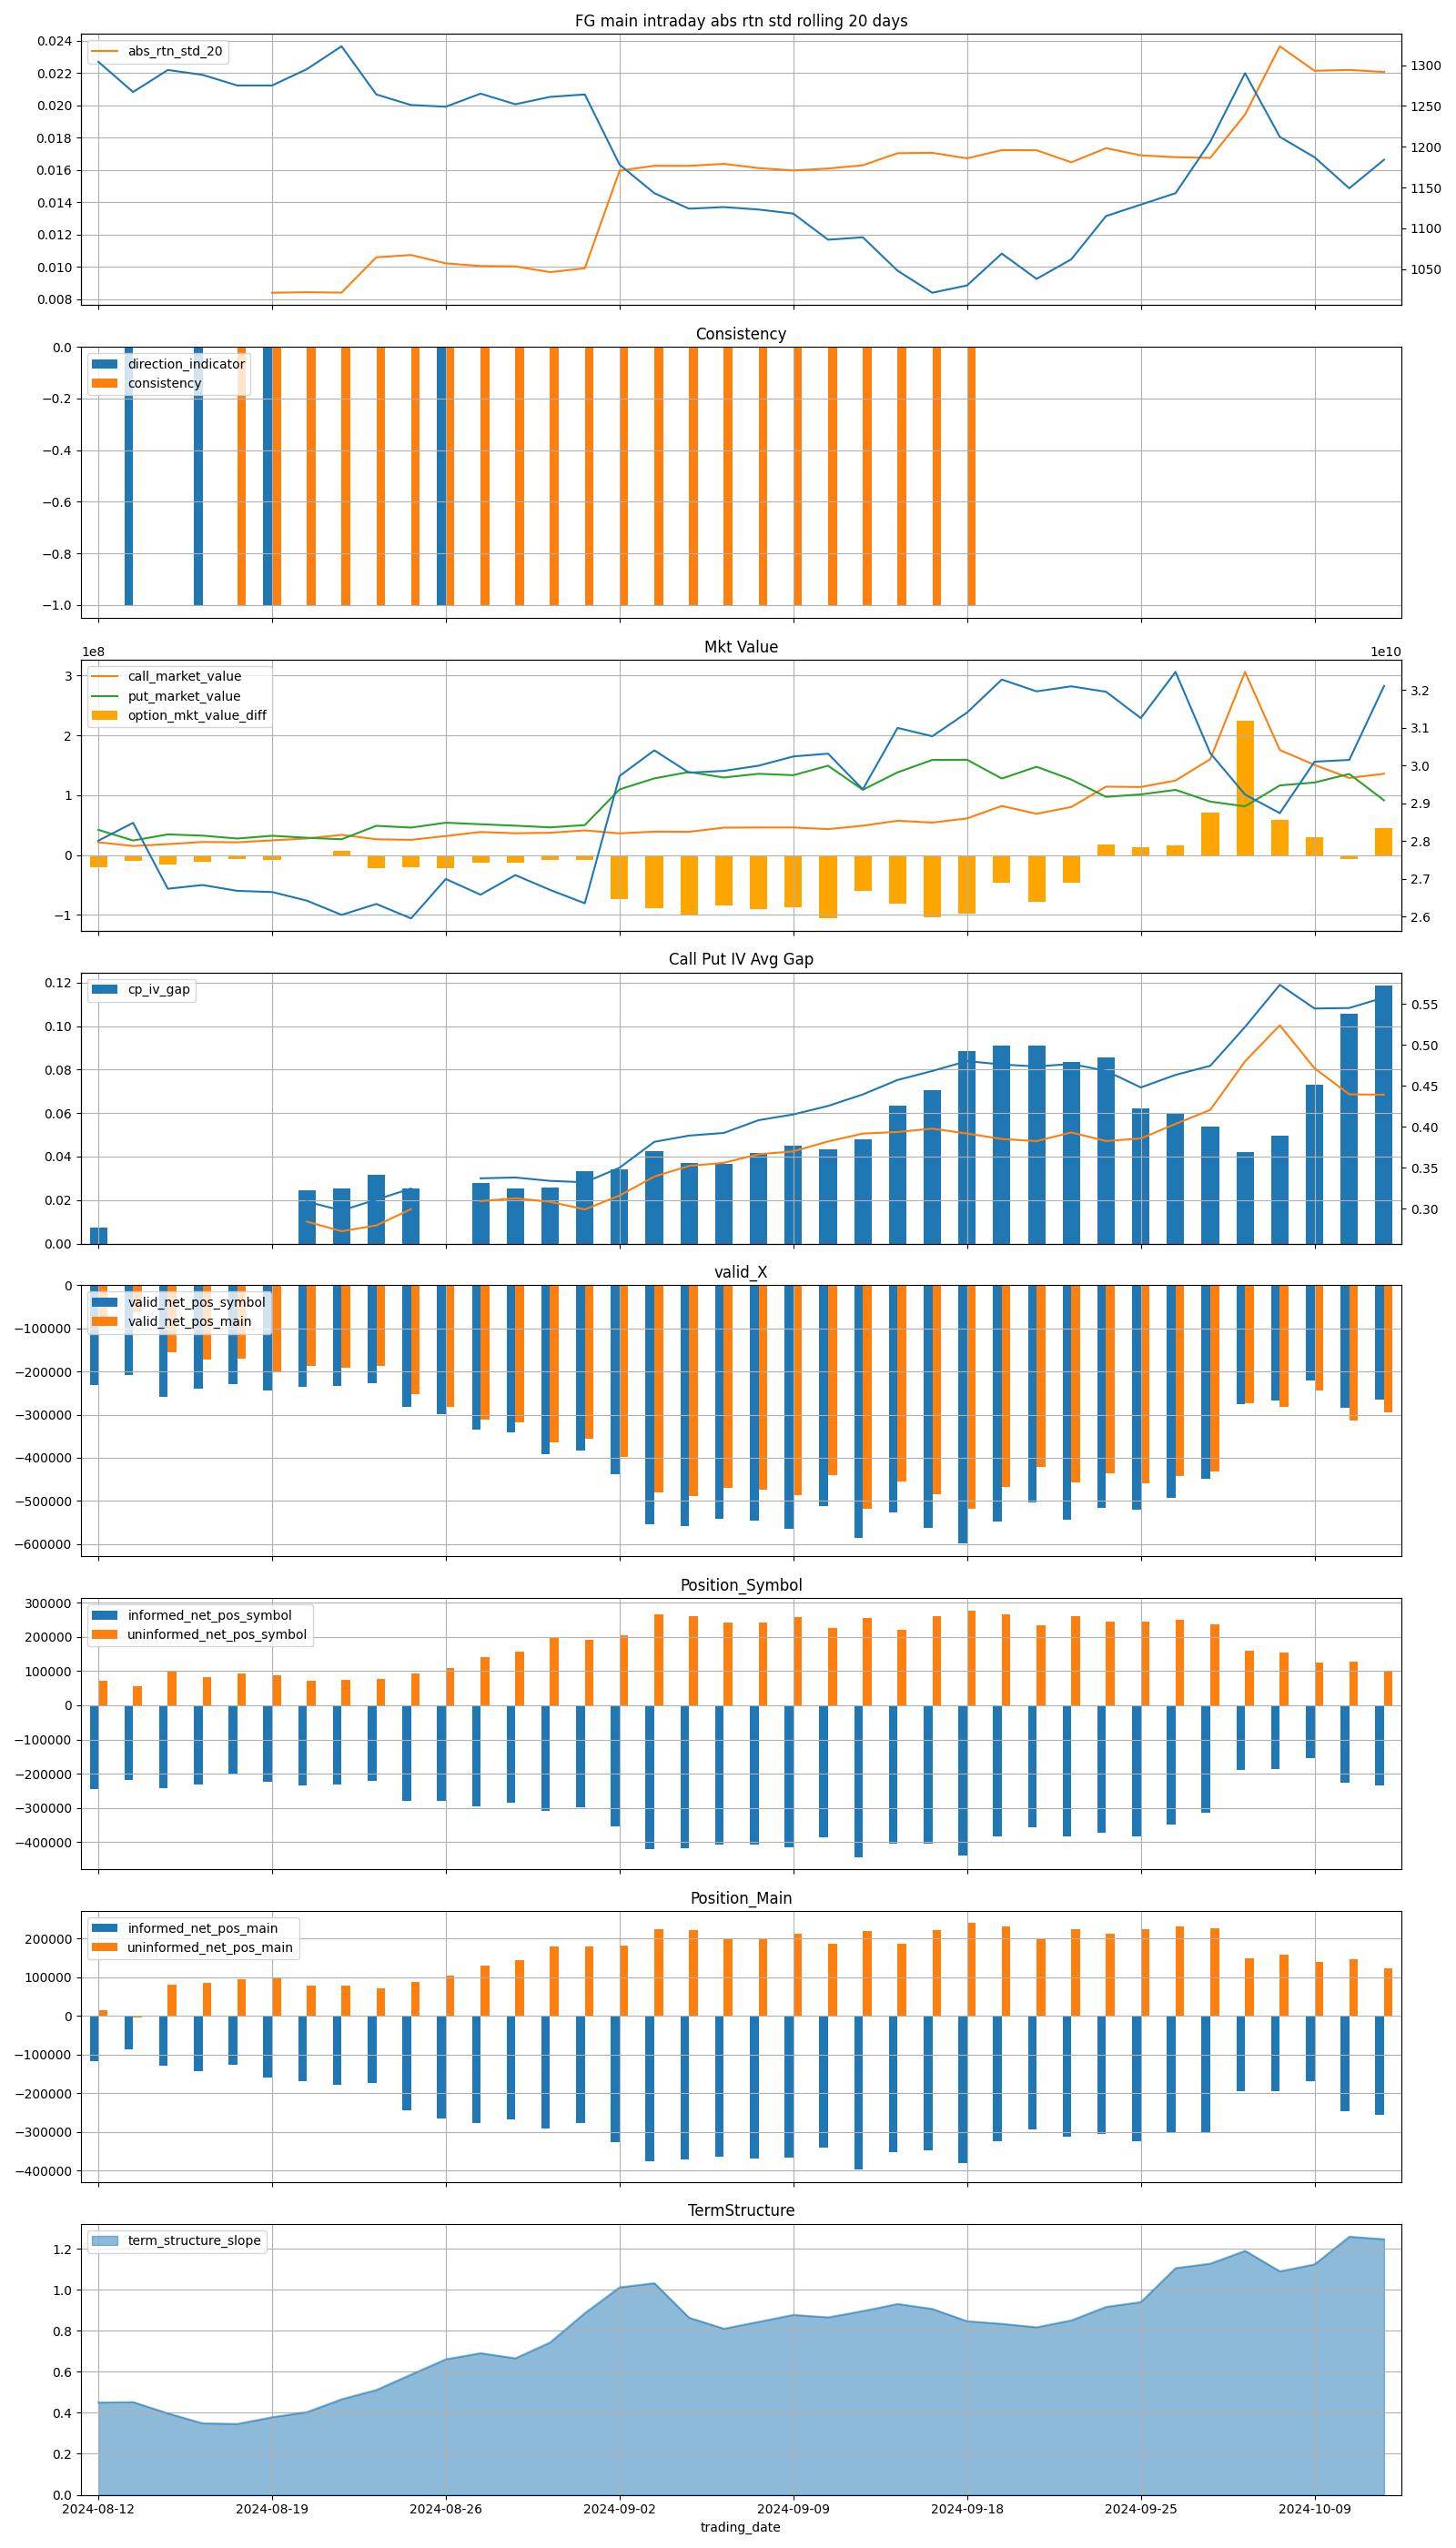 FG main intraday abs rtn std rolling 20 days
abs_rtn_std_20
0.024
0.022
0.020
0.018
0.016
0.014
0.012
0.010
0.008
1300
1250
1200
1150
1100
1050
Consistency
direction_indicator
consistency
0.0
−0.2
−0.4
−0.6
−0.8
−1.0
Mkt Value
1e8
1e10
call_market_value
put_market_value
option_mkt_value_diff
3
2
1
0
−1
3.2
3.1
3.0
2.9
2.8
2.7
2.6
Call Put IV Avg Gap
cp_iv_gap
0.12
0.10
0.08
0.06
0.04
0.02
0.00
0.55
0.50
0.45
0.40
0.35
0.30
valid_X
valid_net_pos_symbol
valid_net_pos_main
0
−100000
−200000
−300000
−400000
−500000
−600000
Position_Symbol
informed_net_pos_symbol
uninformed_net_pos_symbol
300000
200000
100000
0
−100000
−200000
−300000
−400000
Position_Main
informed_net_pos_main
uninformed_net_pos_main
200000
100000
0
−100000
−200000
−300000
−400000
TermStructure
term_structure_slope
1.2
1.0
0.8
0.6
0.4
0.2
0.0
2024-08-12 2024-08-19 2024-08-26 2024-09-02 2024-09-09 2024-09-18 2024-09-25 2024-10-09
trading_date